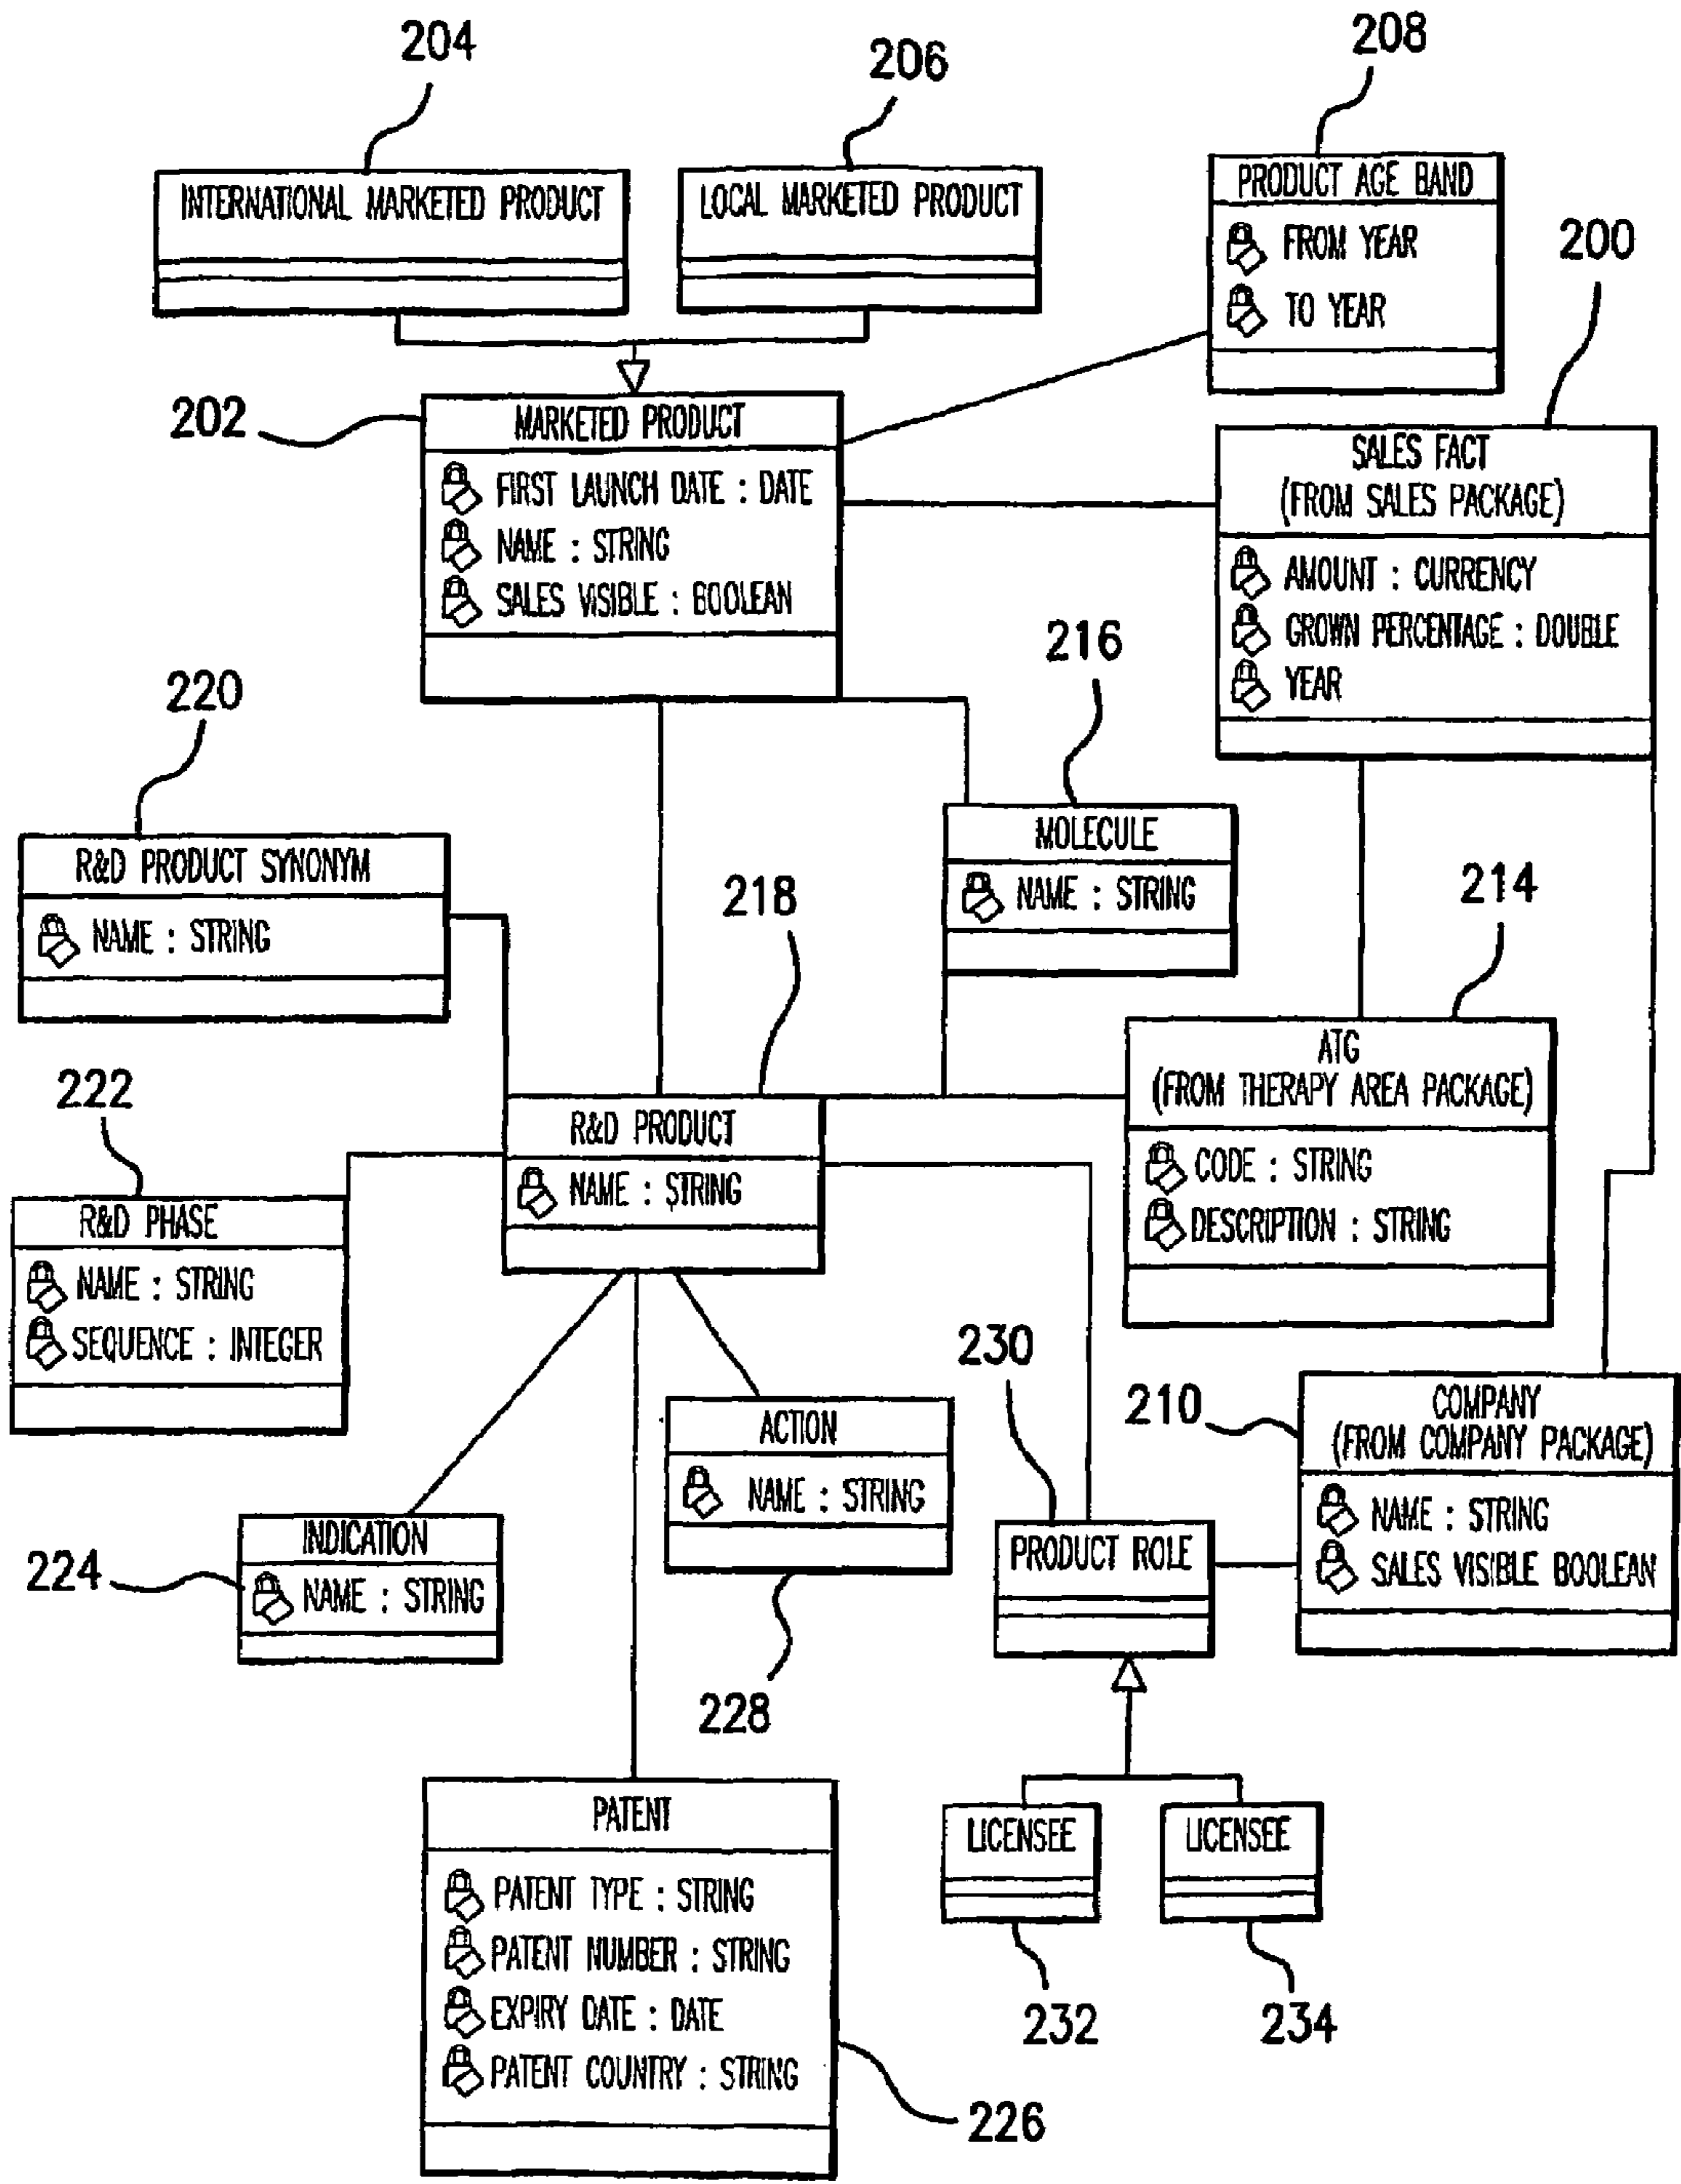 204
206
208
INTERNATIONAL MARKETED PRODUCT
LOCAL MARKETED PRODUCT
PRODUCT AGE BAND
FROM YEAR
TO YEAR
200
202
MARKETED PRODUCT
FIRST LAUNCH DATE : DATE
NAME : STRING
SALES VISIBLE : BOOLEAN
SALES FACT
(FROM SALES PACKAGE)
AMOUNT : CURRENCY
GROWN PERCENTAGE : DOUBLE
YEAR
216
220
MOLECULE
NAME : STRING
R&D PRODUCT SYNONYM
NAME : STRING
218
214
ATG
(FROM THERAPY AREA PACKAGE)
CODE : STRING
DESCRIPTION : STRING
222
R&D PRODUCT
NAME : STRING
R&D PHASE
NAME : STRING
SEQUENCE : INTEGER
230
210
COMPANY
(FROM COMPANY PACKAGE)
NAME : STRING
SALES VISIBLE BOOLEAN
ACTION
NAME : STRING
INDICATION
NAME : STRING
224
PRODUCT ROLE
228
PATENT
PATENT TYPE : STRING
PATENT NUMBER : STRING
EXPIRY DATE : DATE
PATENT COUNTRY : STRING
LICENSEE
LICENSEE
232
234
226